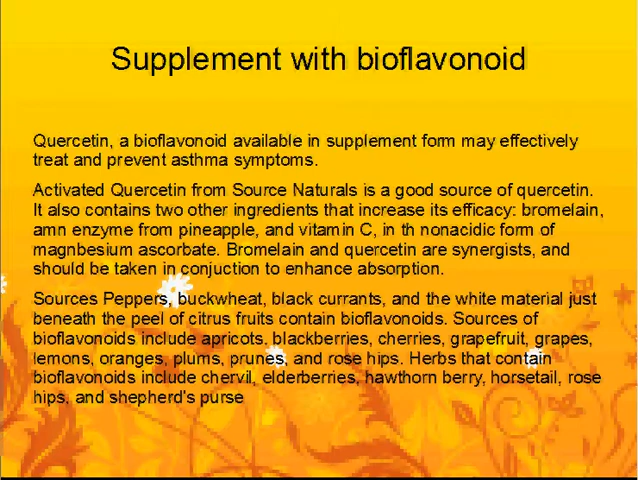 Supplement with bioflavonoid
Quercetin, a bioflavonoid available in supplement form may effectively
treat and prevent asthma symptoms.
Activated Quercetin from Source Naturals is a good source of quercetin.
It also contains two other ingredients that increase its efficacy: bromelain,
amn enzyme from pineapple, and vitamin C, in th nonacidic form of
magnbesium ascorbate. Bromelain and quercetin are synergists, and
should be taken in conjuction to enhance absorption.
Sources Peppers, buckwheat, black currants, and the white material just
beneath the peel of citrus fruits contain bioflavonoids. Sources of
bioflavonoids include apricots, blackberries, cherries, grapefruit, grapes,
lemons, oranges, plums, prunes, and rose hips. Herbs that contain
bioflavonoids include chervil, elderberries, hawthorn berry, horsetail, rose
hips, and shepherd's purse